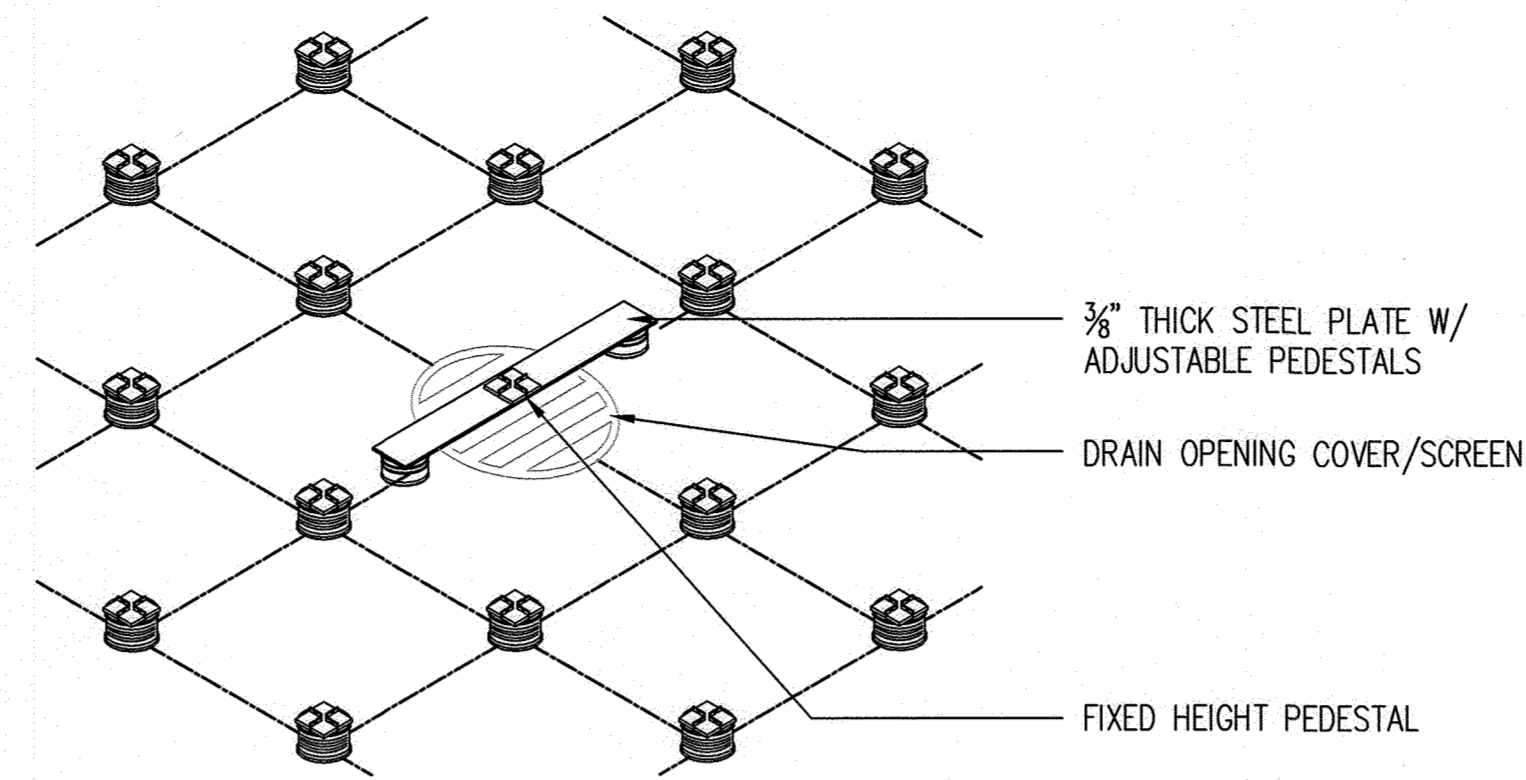 ⅜" THICK STEEL PLATE W/
ADJUSTABLE PEDESTALS
DRAIN OPENING COVER/SCREEN
FIXED HEIGHT PEDESTAL